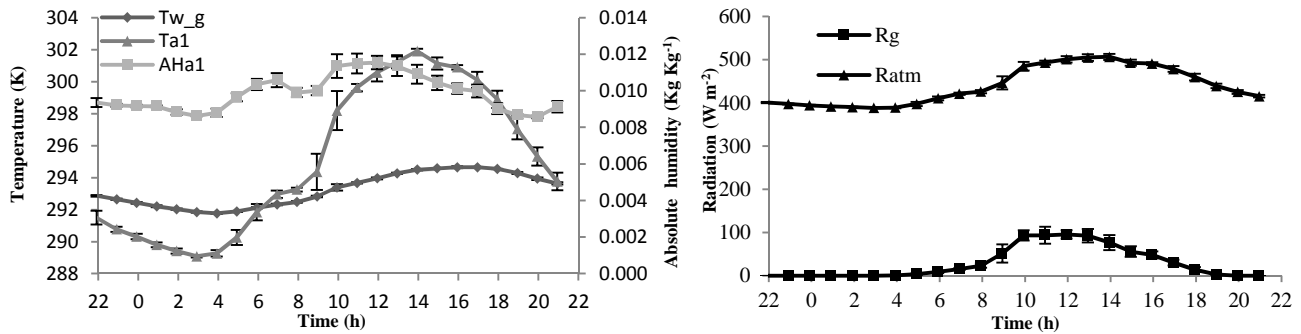 304
302
300
298
296
294
292
290
288
Temperature (K)
Tw_g
Ta1
AHa1
0.014
0.012
0.010
0.008
0.006
0.004
0.002
0.000
Absolute humidity (Kg Kg-1)
22 0 2 4 6 8 10 12 14 16 18 20 22
Time (h)
600
500
400
300
200
100
0
Radiation (W m-2)
Rg
Ratm
22 0 2 4 6 8 10 12 14 16 18 20 22
Time (h)